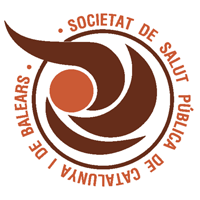 • SOCIETAT DE SALUT PÚBLICA DE CATALUNYA I DE BALEARS •